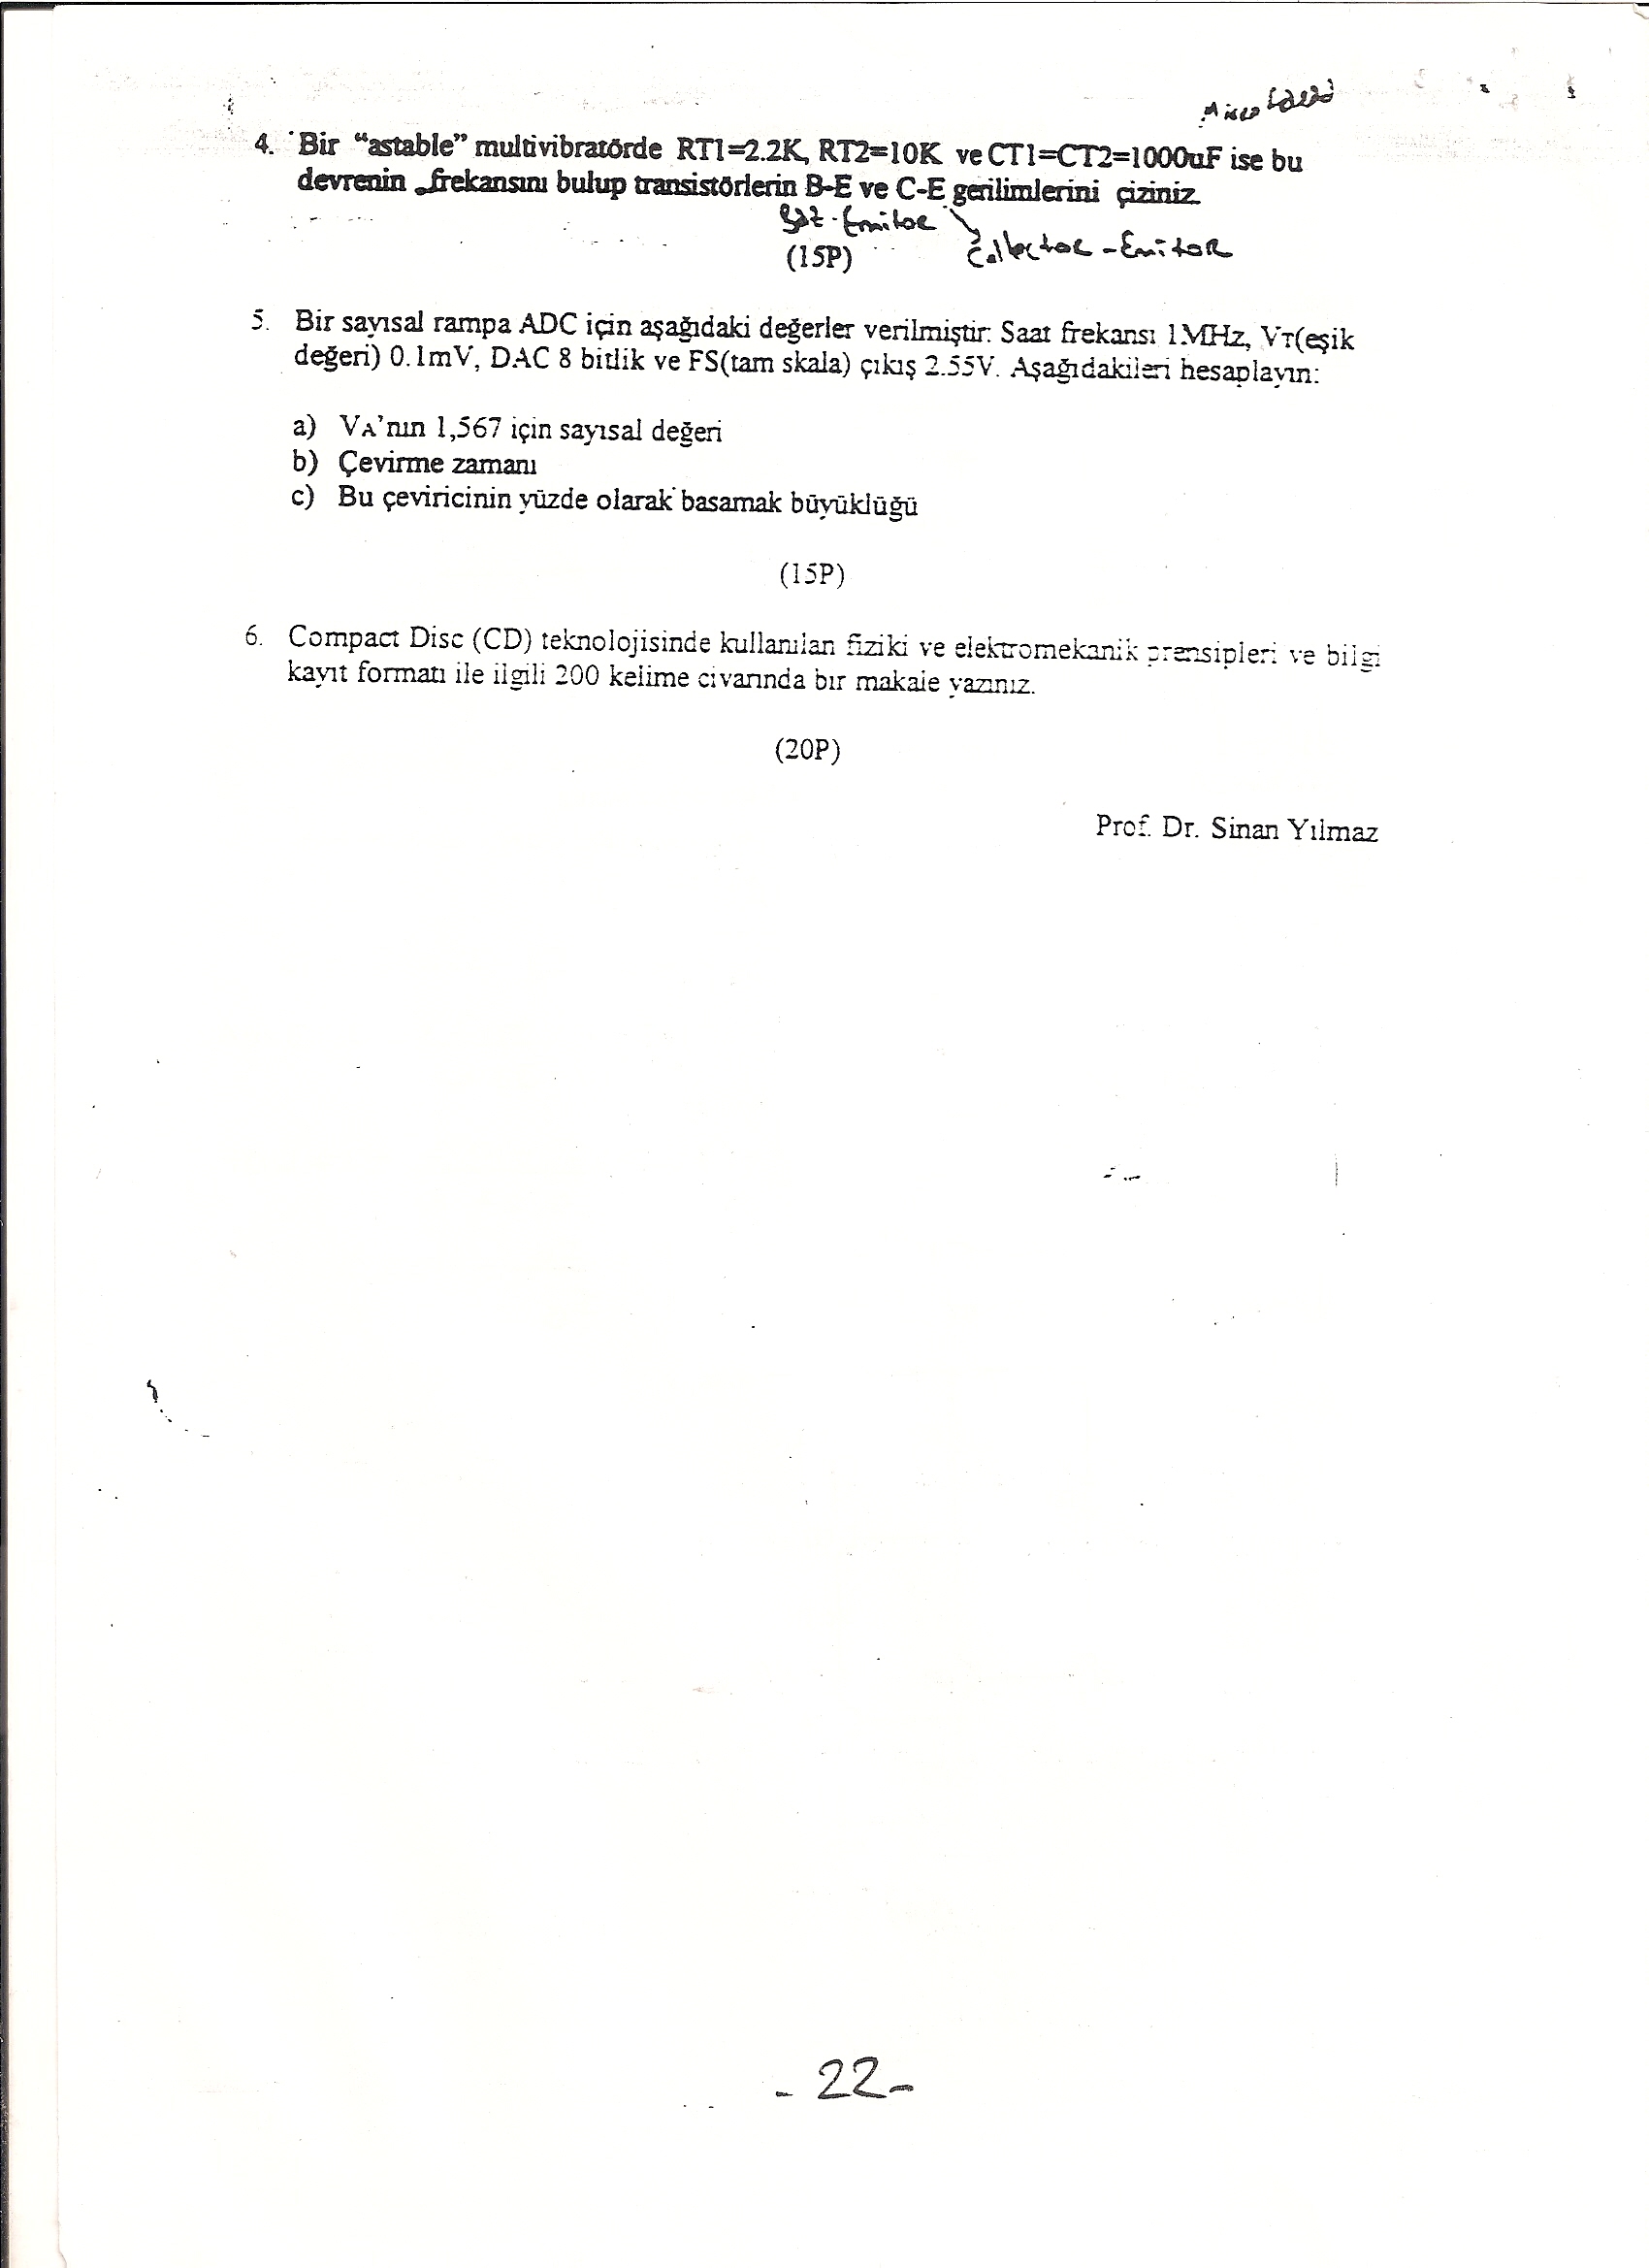 4. Bir “astable” multivibratörde RT1=2.2K, RT2=10K ve CT1=CT2=1000uF ise bu
devrenin frekansını bulup transistörlerin B-E ve C-E gerilimlerini çiziniz.
Emitor
Collector - Emitor
(15P)
5. Bir sayısal rampa ADC için aşağıdaki değerler verilmiştir: Saat frekansı 1MHz, VT(eşik
değeri) 0.1mV, DAC 8 bitlik ve FS(tam skala) çıkış 2.55V. Aşağıdakileri hesaplayın:
a) VA'nın 1,567 için sayısal değeri
b) Çevirme zamanı
c) Bu çeviricinin yüzde olarak basamak büyüklüğü
(15P)
6. Compact Disc (CD) teknolojisinde kullanılan fiziki ve elektromekanik prensipleri ve bilgi
kayıt formatı ile ilgili 200 kelime civarında bir makale yazınız.
(20P)
Prof. Dr. Sinan Yılmaz
- 22 -